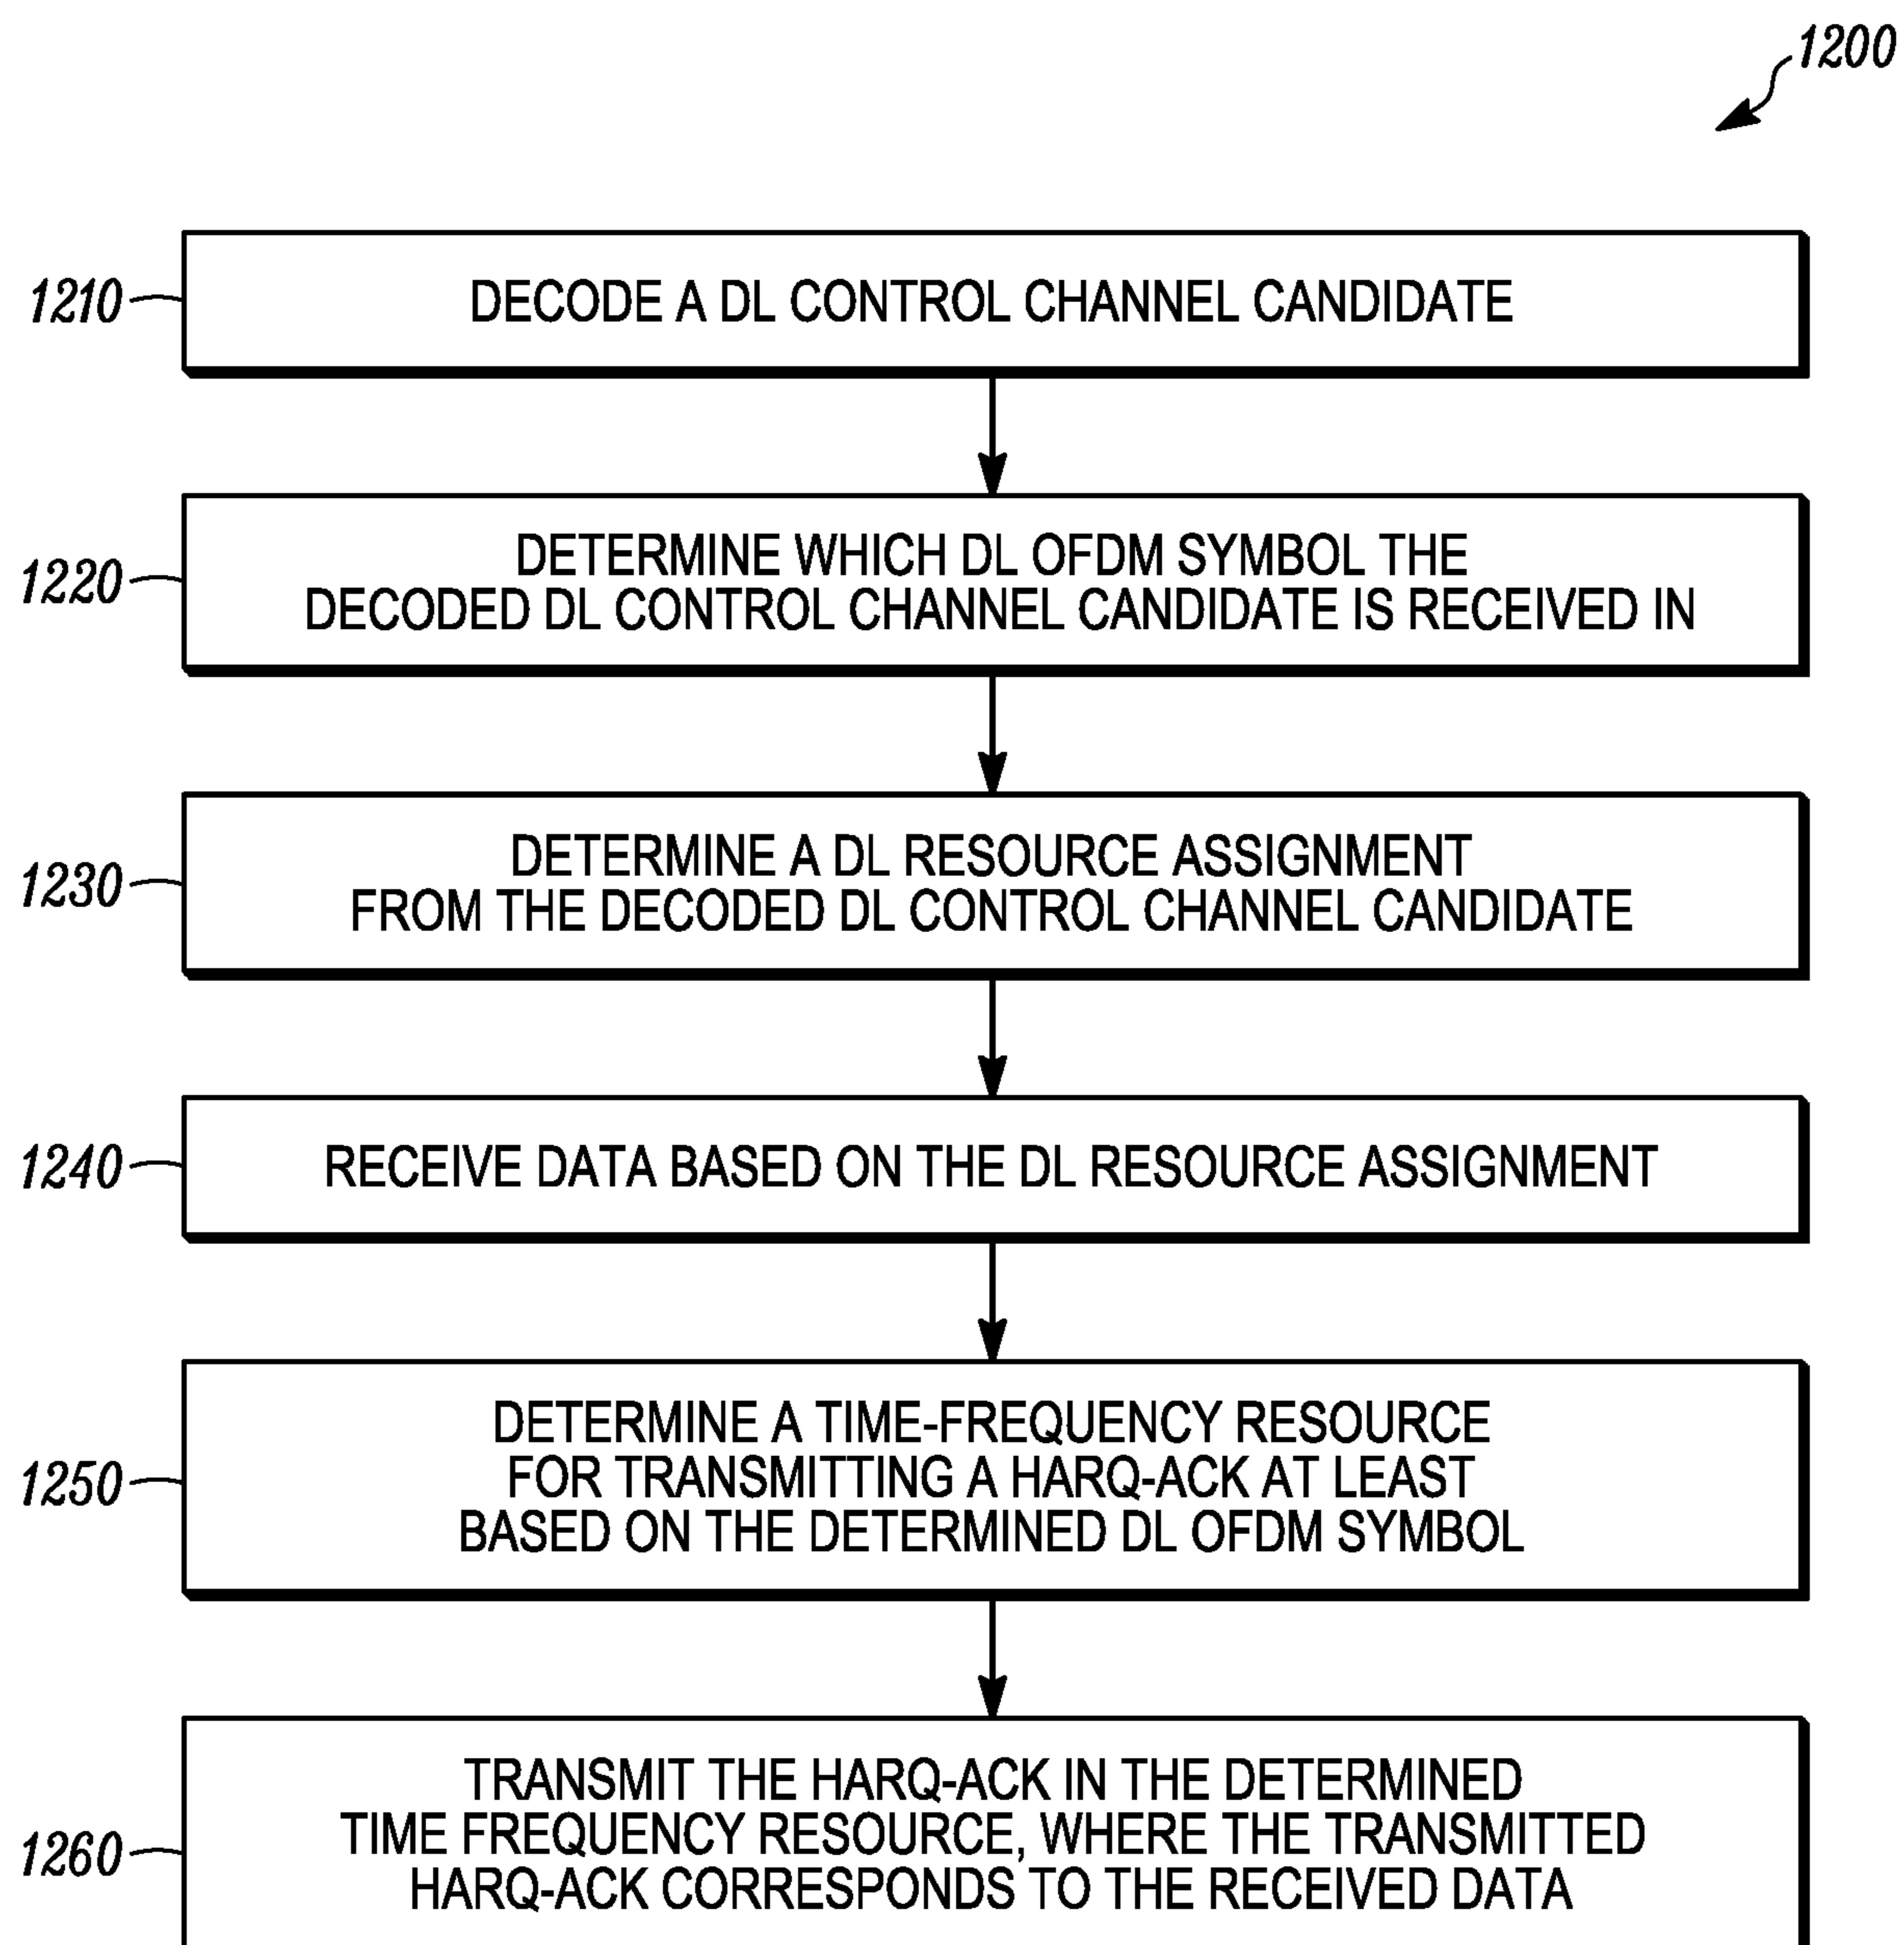 1200
1210
DECODE A DL CONTROL CHANNEL CANDIDATE
1220
DETERMINE WHICH DL OFDM SYMBOL THE
DECODED DL CONTROL CHANNEL CANDIDATE IS RECEIVED IN
1230
DETERMINE A DL RESOURCE ASSIGNMENT
FROM THE DECODED DL CONTROL CHANNEL CANDIDATE
1240
RECEIVE DATA BASED ON THE DL RESOURCE ASSIGNMENT
1250
DETERMINE A TIME-FREQUENCY RESOURCE
FOR TRANSMITTING A HARQ-ACK AT LEAST
BASED ON THE DETERMINED DL OFDM SYMBOL
1260
TRANSMIT THE HARQ-ACK IN THE DETERMINED
TIME FREQUENCY RESOURCE, WHERE THE TRANSMITTED
HARQ-ACK CORRESPONDS TO THE RECEIVED DATA